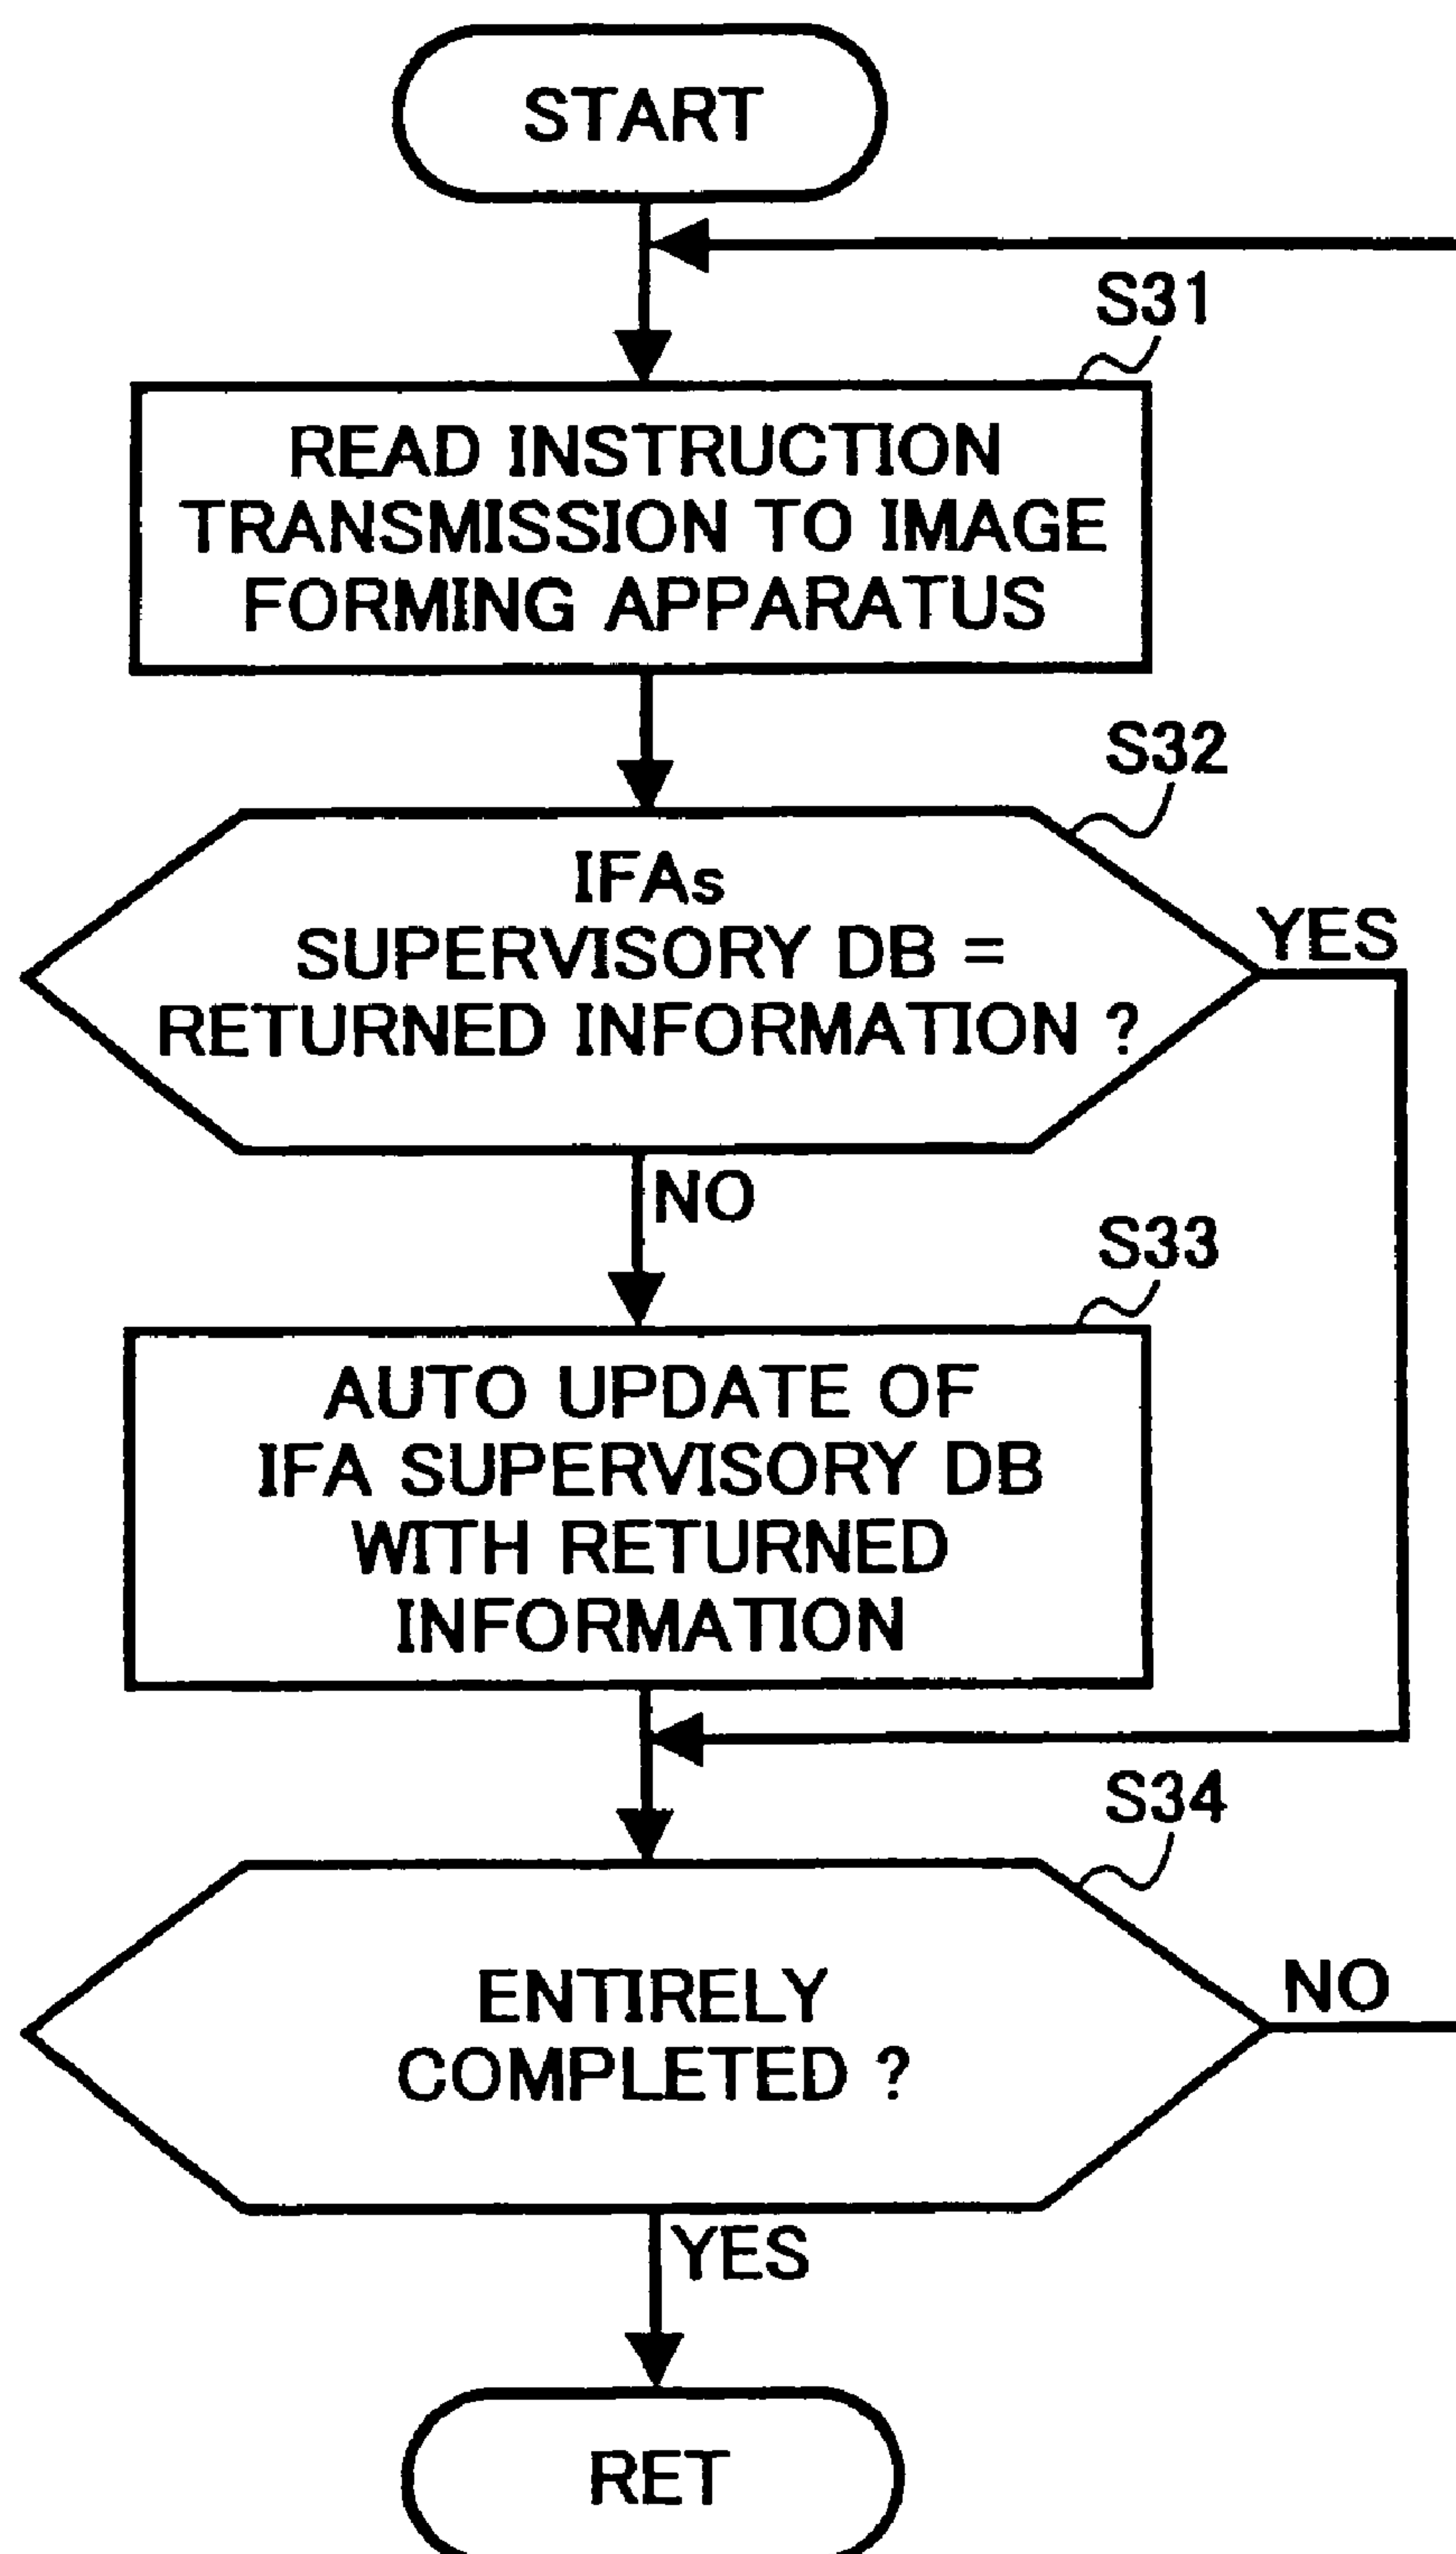 START
S31
READ INSTRUCTION
TRANSMISSION TO IMAGE
FORMING APPARATUS
S32
IFAs
SUPERVISORY DB =
RETURNED INFORMATION ?
YES
NO
S33
AUTO UPDATE OF
IFA SUPERVISORY DB
WITH RETURNED
INFORMATION
S34
ENTIRELY
COMPLETED ?
NO
YES
RET